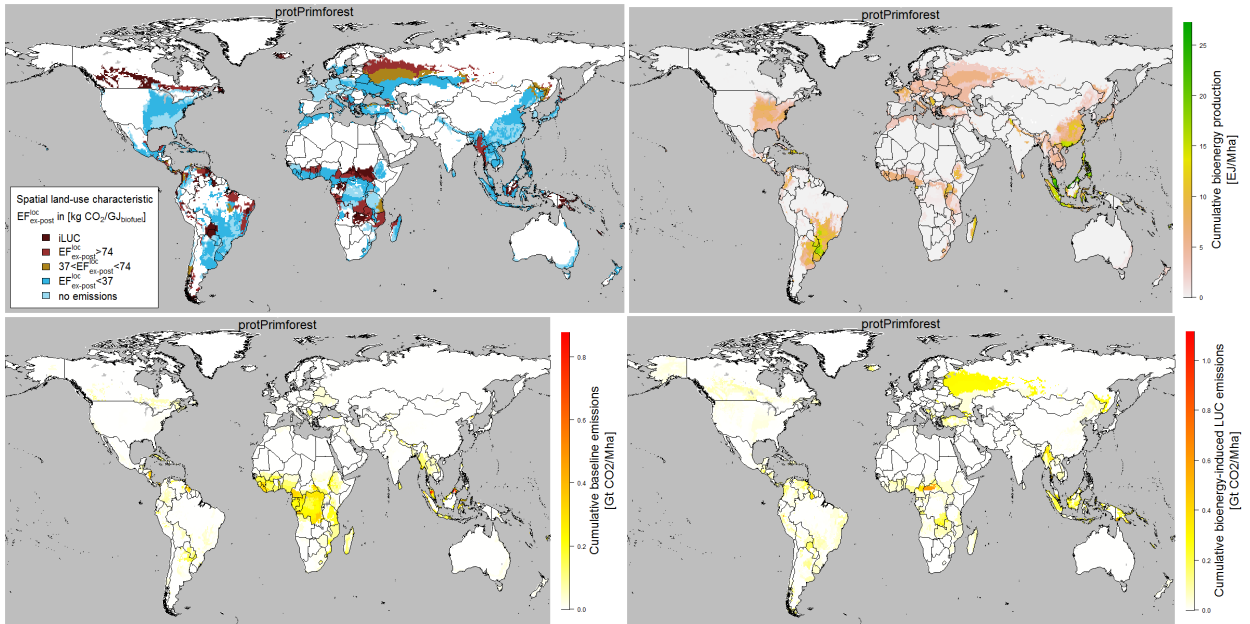 protPrimforest
Spatial land-use characteristic
EF^loc_ex-post in [kg CO2/GJbiofuel]
iLUC
EF^loc_ex-post>74
37<EF^loc_ex-post<74
EF^loc_ex-post<37
no emissions
protPrimforest
Cumulative bioenergy production
[EJ/Mha]
25
20
15
10
5
0
protPrimforest
Cumulative baseline emissions
[Gt CO2/Mha]
0.8
0.6
0.4
0.2
0.0
protPrimforest
Cumulative bioenergy-induced LUC emissions
[Gt CO2/Mha]
1.0
0.8
0.6
0.4
0.2
0.0